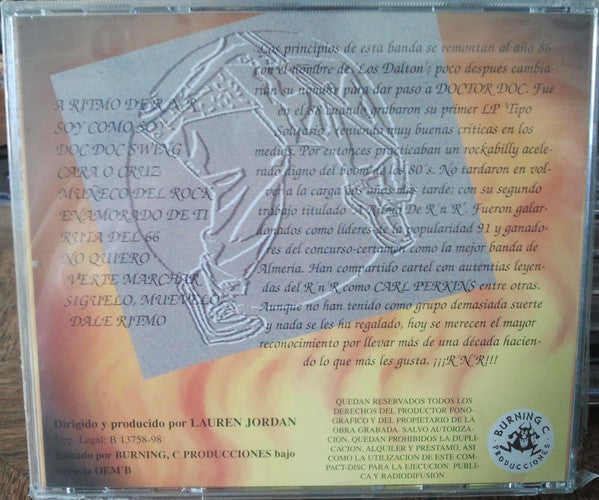 A RITMO DE R 'N' R
SOY COMO SOY
DOC DOC SWING
CARA O CRUZ
MUÑECO DEL ROCK
ENAMORADO DE TI
RUTA DEL 66
NO QUIERO
VERTE MARCHAR
SIGUELO, MUEVELO
DALE RITMO
Los principios de esta banda se remontan al año 86
con el nombre de 'Los Dalton'; poco después cambia-
rían su nombre para dar paso a DOCTOR DOC. Fue
en el 88 cuando grabaron su primer LP 'Tipo
Solitario', teniendo muy buenas críticas en los
medios. Por entonces practicaban un rockabilly acele-
rado digno del boom de los 80's. No tardaron en vol-
ver a la carga dos años mas tarde; con su segundo
trabajo titulado 'A Ritmo De R'n'R'. Fueron galar-
donados como lideres de la popularidad 91 y ganado-
res del concurso-certamen como la mejor banda de
Almería. Han compartido cartel con auténtias leyen-
das del R'n'R como CARL PERKINS entre otras.
Aunque no han tenido como grupo demasiada suerte
y nada se les ha regalado, hoy se merecen el mayor
reconocimiento por llevar más de una década hacien-
do lo que más les gusta. ¡¡¡R'N'R!!!
Dirigido y producido por LAUREN JORDAN
Dep. Legal: B 13758-98
Editado por BURNING, C PRODUCCIONES bajo
licencia OEM B
QUEDAN RESERVADOS TODOS LOS
DERECHOS DEL PRODUCTOR FONO-
GRAFICO Y DEL PROPIETARIO DE LA
OBRA GRABADA. SALVO AUTORIZA-
CION, QUEDAN PROHIBIDOS LA DUPLI-
CACION, ALQUILER Y PRESTAMO, ASI
COMO LA UTILIZACION DE ESTE COM-
PACT-DISC PARA LA EJECUCION PUBLI-
CA Y RADIODIFUSION
BURNING C
PRODUCCIONES